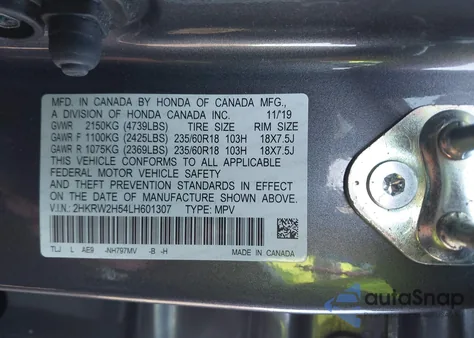 MFD. IN CANADA BY HONDA OF CANADA MFG.,
A DIVISION OF HONDA CANADA INC. 11/19
GVWR 2150KG (4739LBS) TIRE SIZE RIM SIZE
GAWR F 1100KG (2425LBS) 235/60R18 103H 18X7.5J
GAWR R 1075KG (2369LBS) 235/60R18 103H 18X7.5J
THIS VEHICLE CONFORMS TO ALL APPLICABLE
FEDERAL MOTOR VEHICLE SAFETY
AND THEFT PREVENTION STANDARDS IN EFFECT
ON THE DATE OF MANUFACTURE SHOWN ABOVE.
V.I.N.: 2HKRW2H54LH601307 TYPE: MPV
TLJ L AE9 -NH797MV -B -H MADE IN CANADA
autoSnap